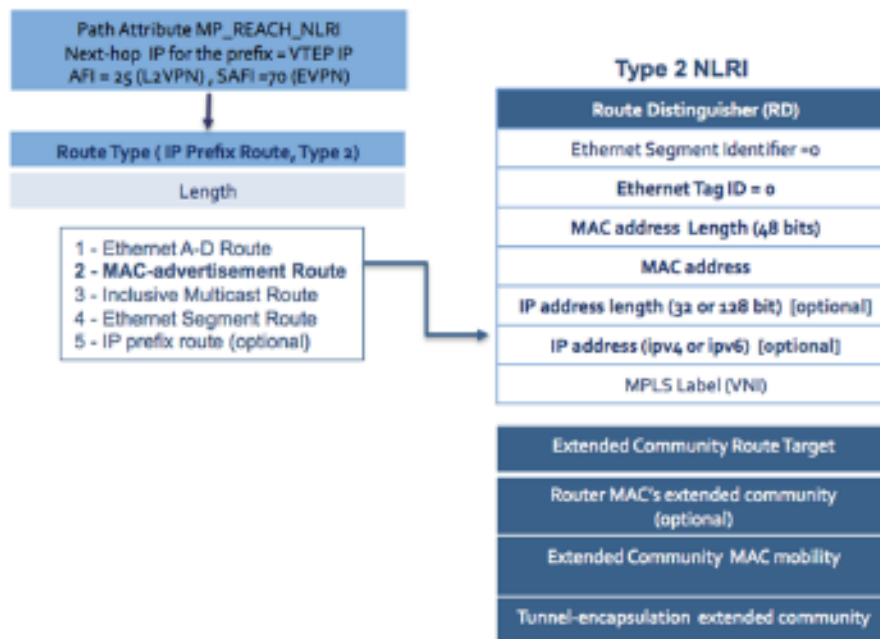 Path Attribute MP_REACH_NLRI
Next-hop IP for the prefix = VTEP IP
AFI = 25 (L2VPN) , SAFI =70 (EVPN)
Route Type ( IP Prefix Route, Type 2)
Length
1 - Ethernet A-D Route
2 - MAC-advertisement Route
3 - Inclusive Multicast Route
4 - Ethernet Segment Route
5 - IP prefix route (optional)
Type 2 NLRI
Route Distinguisher (RD)
Ethernet Segment Identifier =0
Ethernet Tag ID = 0
MAC address Length (48 bits)
MAC address
IP address length (32 or 128 bit) [optional]
IP address (ipv4 or ipv6) [optional]
MPLS Label (VNI)
Extended Community Route Target
Router MAC's extended community
(optional)
Extended Community MAC mobility
Tunnel-encapsulation extended community